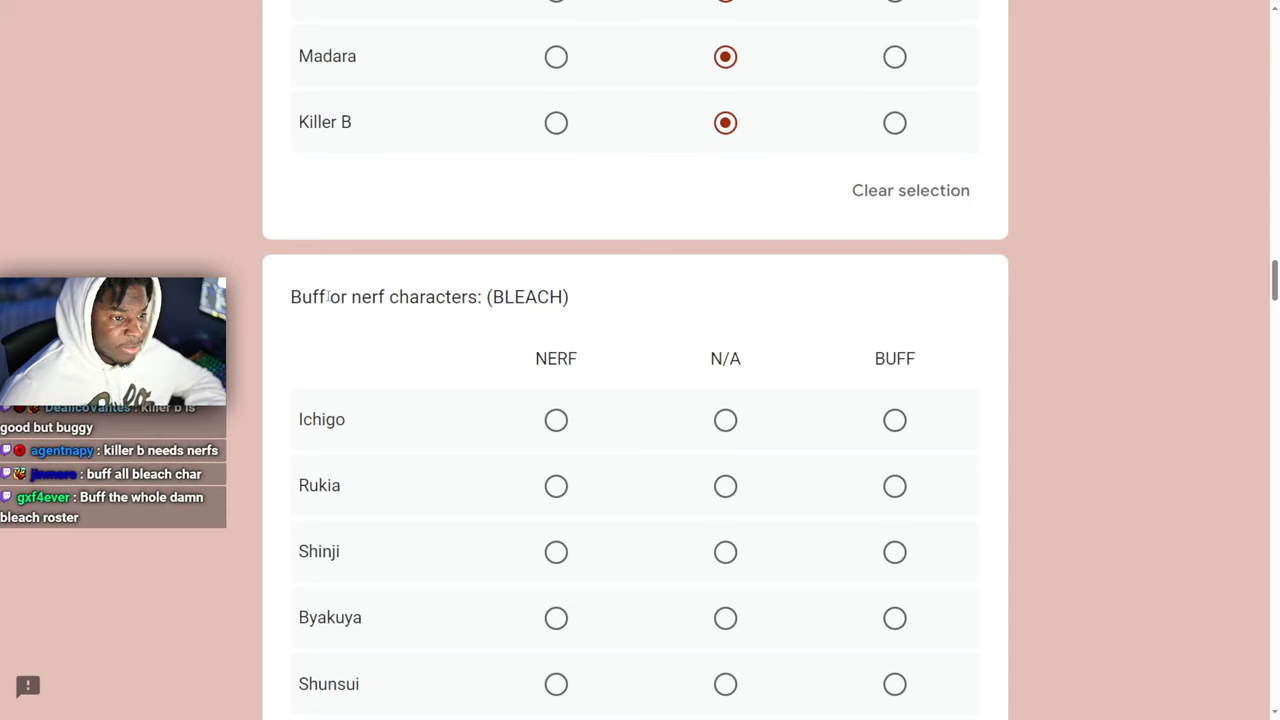 Madara
Killer B
Clear selection
Buff or nerf characters: (BLEACH)
NERF N/A BUFF
Ichigo
Rukia
Shinji
Byakuya
Shunsui
DealicoVantes : killer b is
good but buggy
agentnapy : killer b needs nerfs
: buff all bleach char
gxf4ever : Buff the whole damn
bleach roster